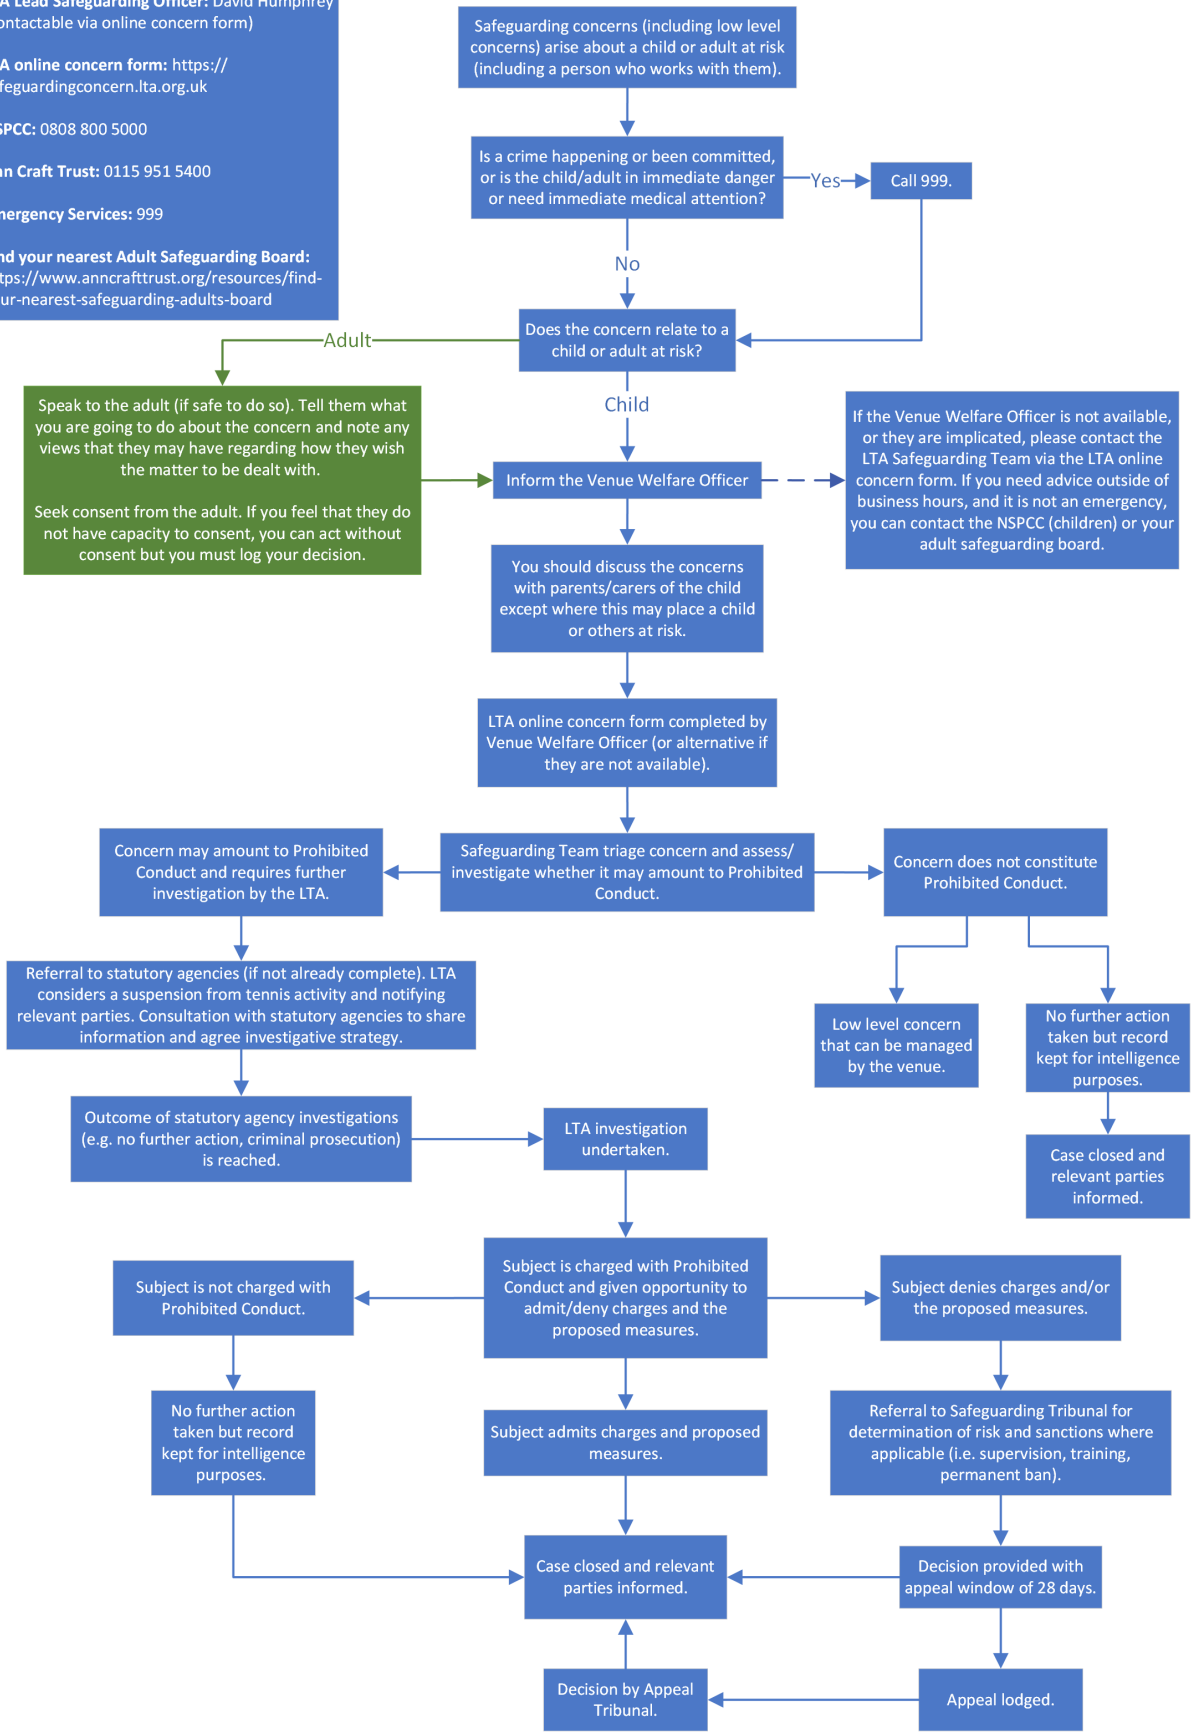 A Lead Safeguarding Officer: David Humphrey
ontactable via online concern form)
A online concern form: https://
feguardingconcern.lta.org.uk
SPCC: 0808 800 5000
nn Craft Trust: 0115 951 5400
mergency Services: 999
nd your nearest Adult Safeguarding Board:
tps://www.anncrafttrust.org/resources/find-
ur-nearest-safeguarding-adults-board
Safeguarding concerns (including low level
concerns) arise about a child or adult at risk
(including a person who works with them).
Is a crime happening or been committed,
or is the child/adult in immediate danger
or need immediate medical attention?
Yes
Call 999.
No
Does the concern relate to a
child or adult at risk?
Adult
Speak to the adult (if safe to do so). Tell them what
you are going to do about the concern and note any
views that they may have regarding how they wish
the matter to be dealt with.
Seek consent from the adult. If you feel that they do
not have capacity to consent, you can act without
consent but you must log your decision.
Child
Inform the Venue Welfare Officer
If the Venue Welfare Officer is not available,
or they are implicated, please contact the
LTA Safeguarding Team via the LTA online
concern form. If you need advice outside of
business hours, and it is not an emergency,
you can contact the NSPCC (children) or your
adult safeguarding board.
You should discuss the concerns
with parents/carers of the child
except where this may place a child
or others at risk.
LTA online concern form completed by
Venue Welfare Officer (or alternative if
they are not available).
Concern may amount to Prohibited
Conduct and requires further
investigation by the LTA.
Safeguarding Team triage concern and assess/
investigate whether it may amount to Prohibited
Conduct.
Concern does not constitute
Prohibited Conduct.
Referral to statutory agencies (if not already complete). LTA
considers a suspension from tennis activity and notifying
relevant parties. Consultation with statutory agencies to share
information and agree investigative strategy.
Low level concern
that can be managed
by the venue.
No further action
taken but record
kept for intelligence
purposes.
Outcome of statutory agency investigations
(e.g. no further action, criminal prosecution)
is reached.
LTA investigation
undertaken.
Case closed and
relevant parties
informed.
Subject is not charged with
Prohibited Conduct.
Subject is charged with Prohibited
Conduct and given opportunity to
admit/deny charges and the
proposed measures.
Subject denies charges and/or
the proposed measures.
No further action
taken but record
kept for intelligence
purposes.
Subject admits charges and proposed
measures.
Referral to Safeguarding Tribunal for
determination of risk and sanctions where
applicable (i.e. supervision, training,
permanent ban).
Case closed and relevant
parties informed.
Decision provided with
appeal window of 28 days.
Decision by Appeal
Tribunal.
Appeal lodged.